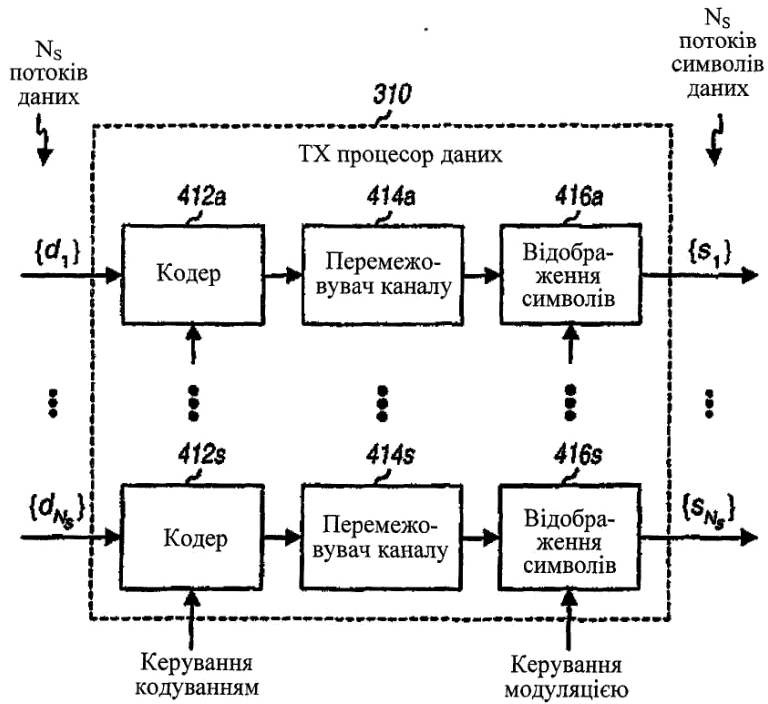 N_S
потоків
даних
N_S
потоків
символів
даних
310
TX процесор даних
412a
414a
416a
{d_1}
Кодер
Перемежо-
вувач каналу
Відобра-
ження
символів
{s_1}
412s
414s
416s
{d_{N_S}}
Кодер
Перемежо-
вувач каналу
Відобра-
ження
символів
{s_{N_S}}
Керування
кодуванням
Керування
модуляцією